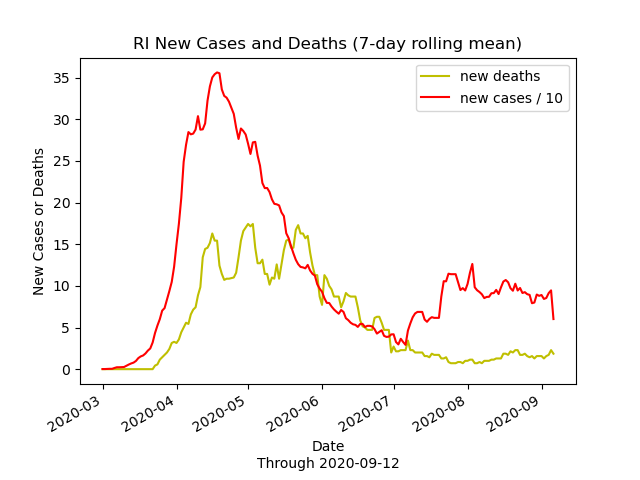 RI New Cases and Deaths (7-day rolling mean)
new deaths
new cases / 10
New Cases or Deaths
35
30
25
20
15
10
5
0
2020-03
2020-04
2020-05
2020-06
2020-07
2020-08
2020-09
Date
Through 2020-09-12